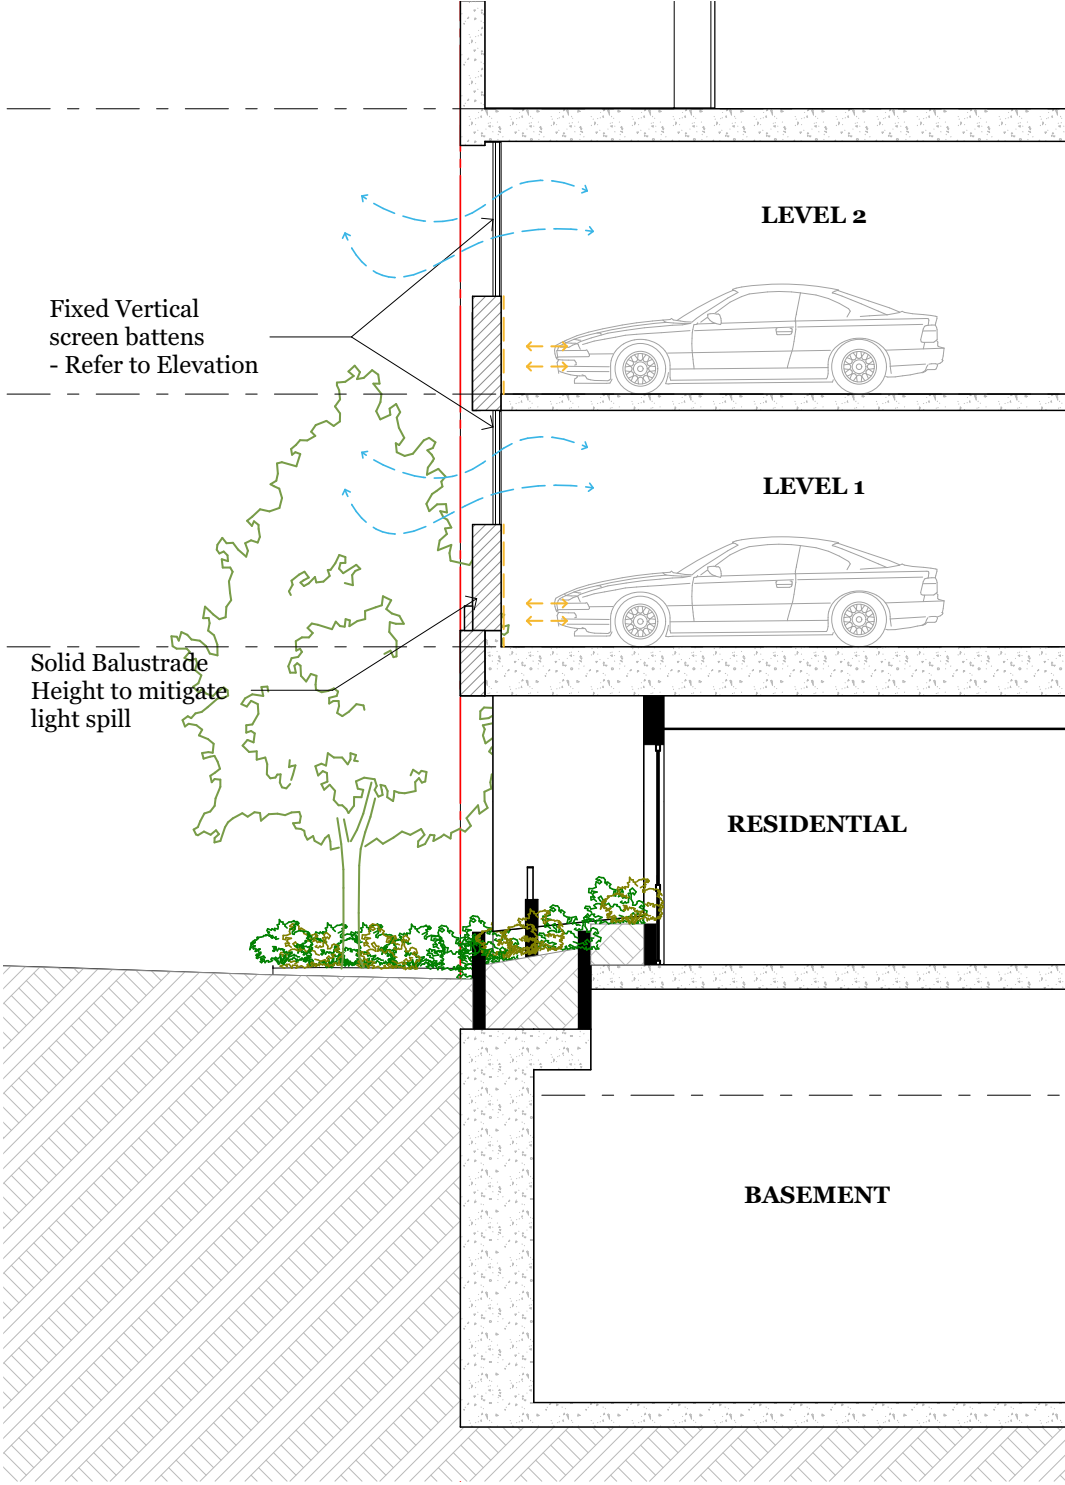 LEVEL 2
Fixed Vertical
screen battens
- Refer to Elevation
LEVEL 1
Solid Balustrade
Height to mitigate
light spill
RESIDENTIAL
BASEMENT